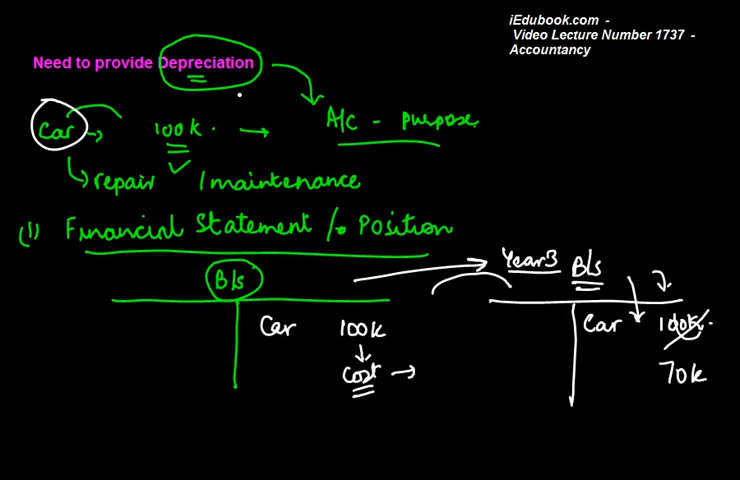 iEdubook.com -
Video Lecture Number 1737 -
Accountancy
Need to provide Depreciation
Car → 100k. → A/c - purpose
↳ repair / maintenance
(1) Financial Statement / Position
B/s
Year3 B/s
Car 100k
Car 100k.
Cost →
70k